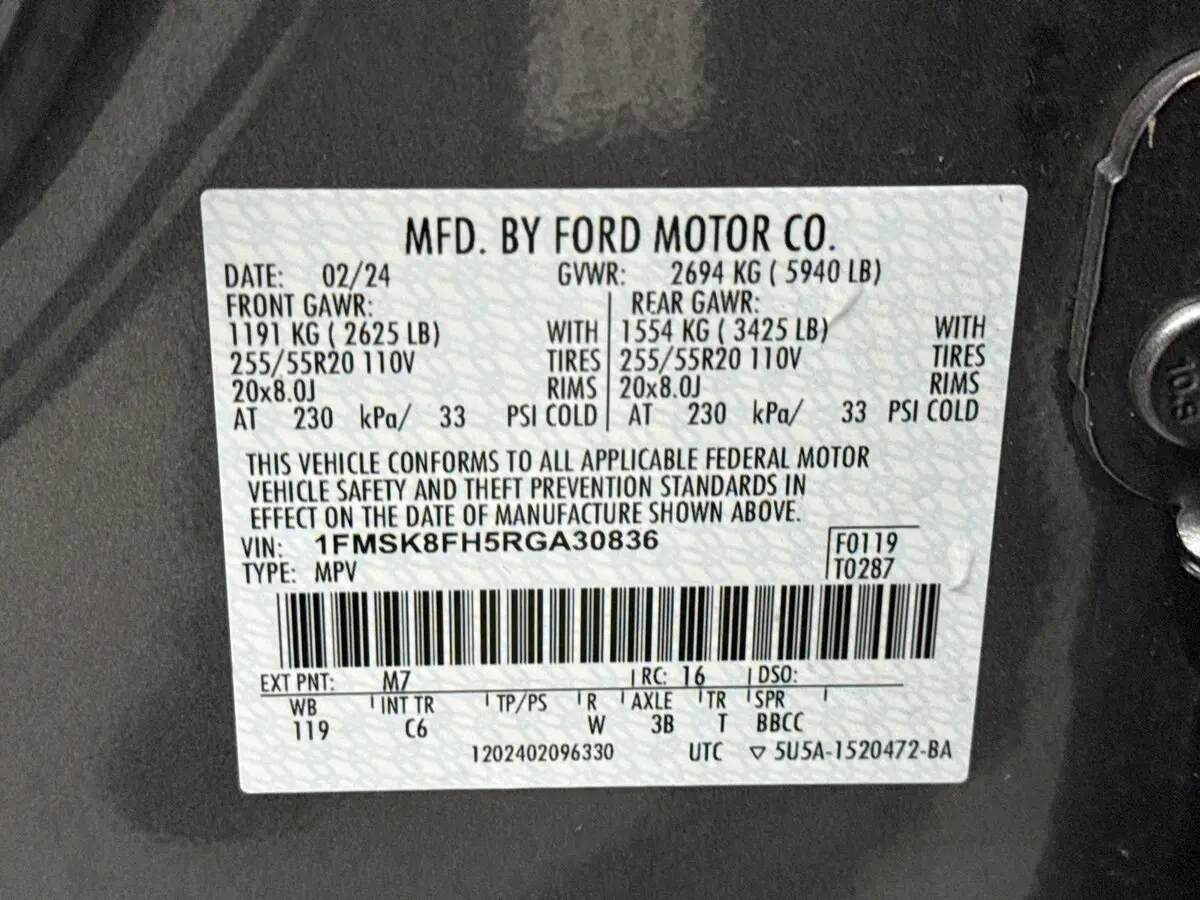 MFD. BY FORD MOTOR CO.
DATE: 02/24 GVWR: 2694 KG ( 5940 LB)
FRONT GAWR: REAR GAWR:
1191 KG ( 2625 LB) WITH 1554 KG ( 3425 LB) WITH
255/55R20 110V TIRES 255/55R20 110V TIRES
20x8.0J RIMS 20x8.0J RIMS
AT 230 kPa/ 33 PSI COLD AT 230 kPa/ 33 PSI COLD
THIS VEHICLE CONFORMS TO ALL APPLICABLE FEDERAL MOTOR
VEHICLE SAFETY AND THEFT PREVENTION STANDARDS IN
EFFECT ON THE DATE OF MANUFACTURE SHOWN ABOVE.
VIN: 1FMSK8FH5RGA30836 F0119
TYPE: MPV T0287
EXT PNT: M7 RC: 16 DSO:
WB INT TR TP/PS R AXLE TR SPR
119 C6 W 3B T BBCC
1202402096330 UTC ▽ 5U5A-1520472-BA